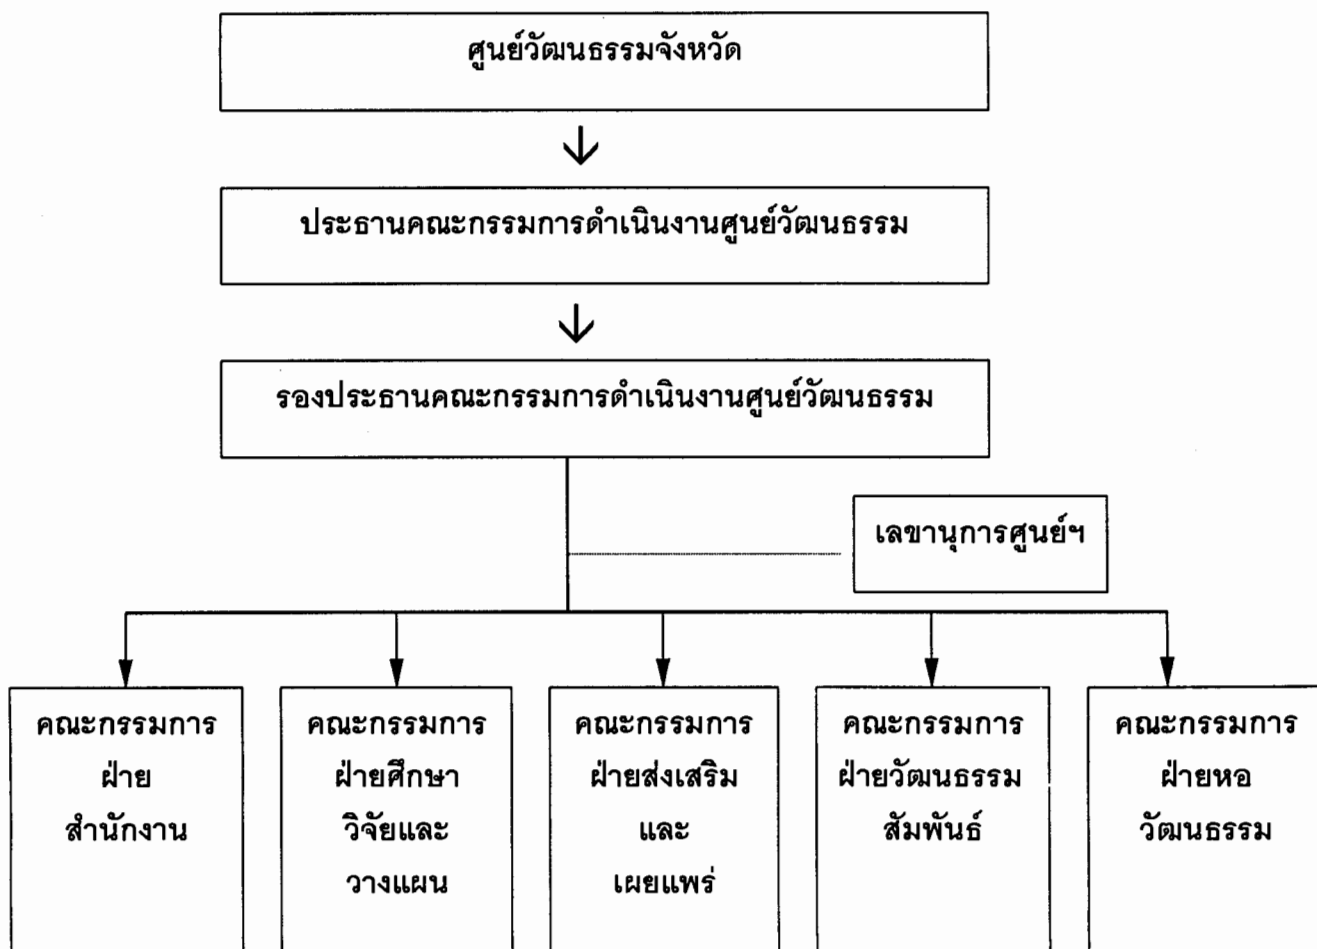 ศูนย์วัฒนธรรมจังหวัด
ประธานคณะกรรมการดำเนินงานศูนย์วัฒนธรรม
รองประธานคณะกรรมการดำเนินงานศูนย์วัฒนธรรม
เลขานุการศูนย์ฯ
คณะกรรมการ
ฝ่าย
สำนักงาน
คณะกรรมการ
ฝ่ายศึกษา
วิจัยและ
วางแผน
คณะกรรมการ
ฝ่ายส่งเสริม
และ
เผยแพร่
คณะกรรมการ
ฝ่ายวัฒนธรรม
สัมพันธ์
คณะกรรมการ
ฝ่ายหอ
วัฒนธรรม